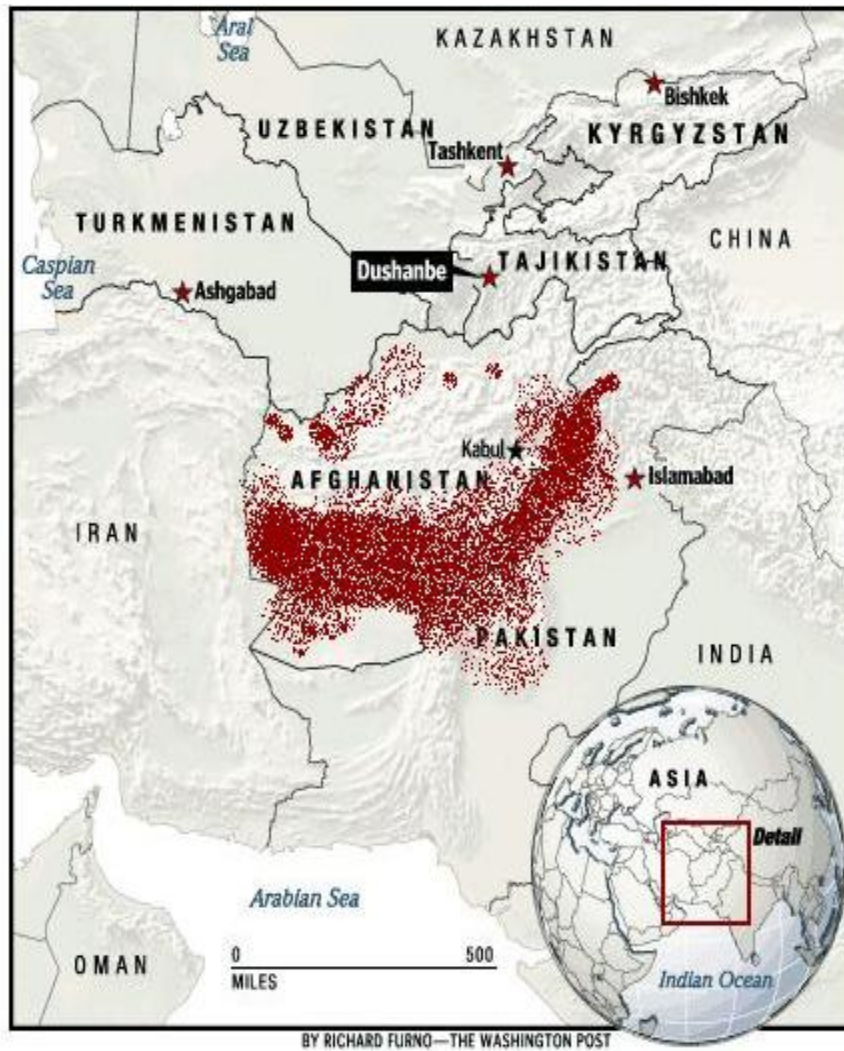 Aral
Sea
KAZAKHSTAN
Bishkek
UZBEKISTAN
KYRGYZSTAN
Tashkent
TURKMENISTAN
CHINA
Caspian
Sea
Dushanbe
TAJIKISTAN
Ashgabad
Kabul
AFGHANISTAN
Islamabad
IRAN
PAKISTAN
INDIA
ASIA
Detail
Arabian Sea
OMAN
0 500
MILES
Indian Ocean
BY RICHARD FURNO—THE WASHINGTON POST